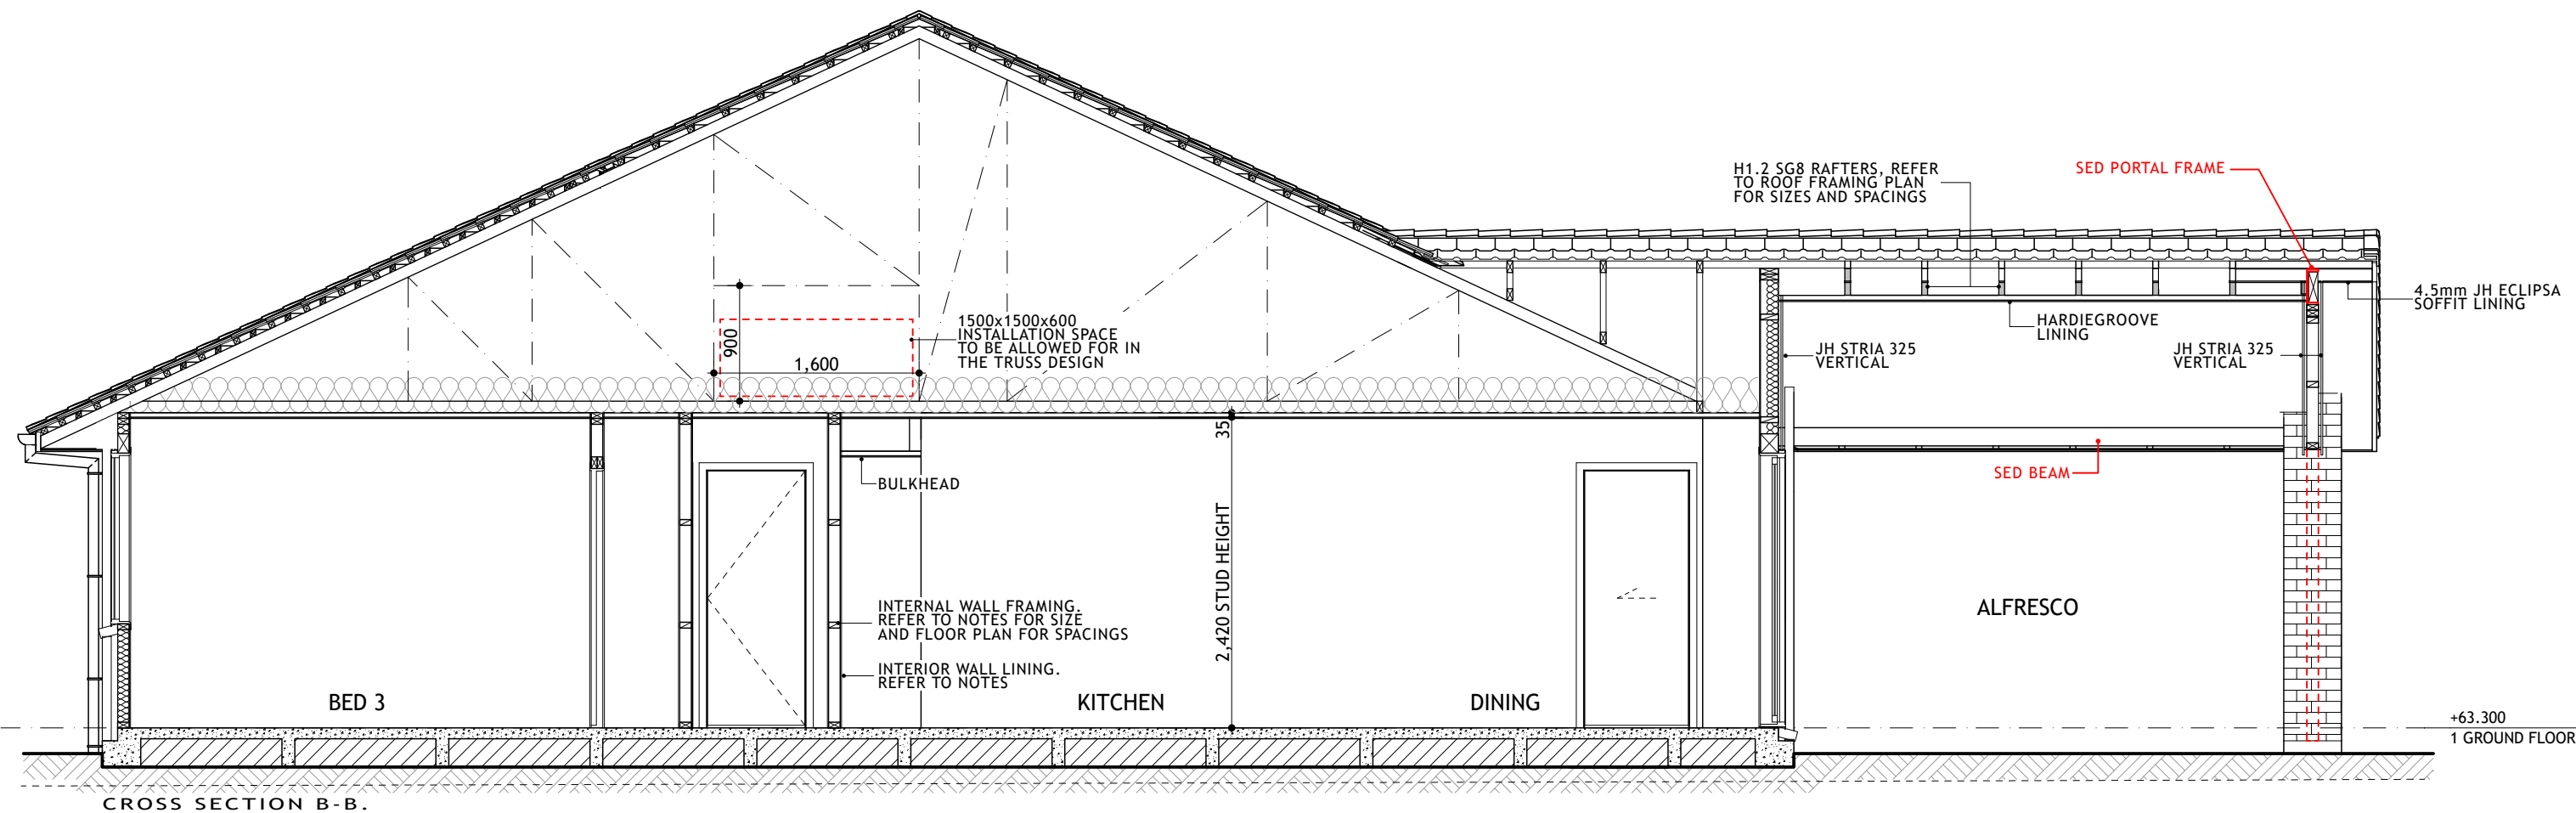 H1.2 SG8 RAFTERS, REFER
TO ROOF FRAMING PLAN
FOR SIZES AND SPACINGS
SED PORTAL FRAME
4.5mm JH ECLIPSA
SOFFIT LINING
1500x1500x600
INSTALLATION SPACE
TO BE ALLOWED FOR IN
THE TRUSS DESIGN
900
1,600
HARDIEGROOVE
LINING
JH STRIA 325
VERTICAL
JH STRIA 325
VERTICAL
35
SED BEAM
BULKHEAD
2,420 STUD HEIGHT
INTERNAL WALL FRAMING.
REFER TO NOTES FOR SIZE
AND FLOOR PLAN FOR SPACINGS
ALFRESCO
INTERIOR WALL LINING.
REFER TO NOTES
BED 3
KITCHEN
DINING
+63.300
1 GROUND FLOOR
CROSS SECTION B-B.